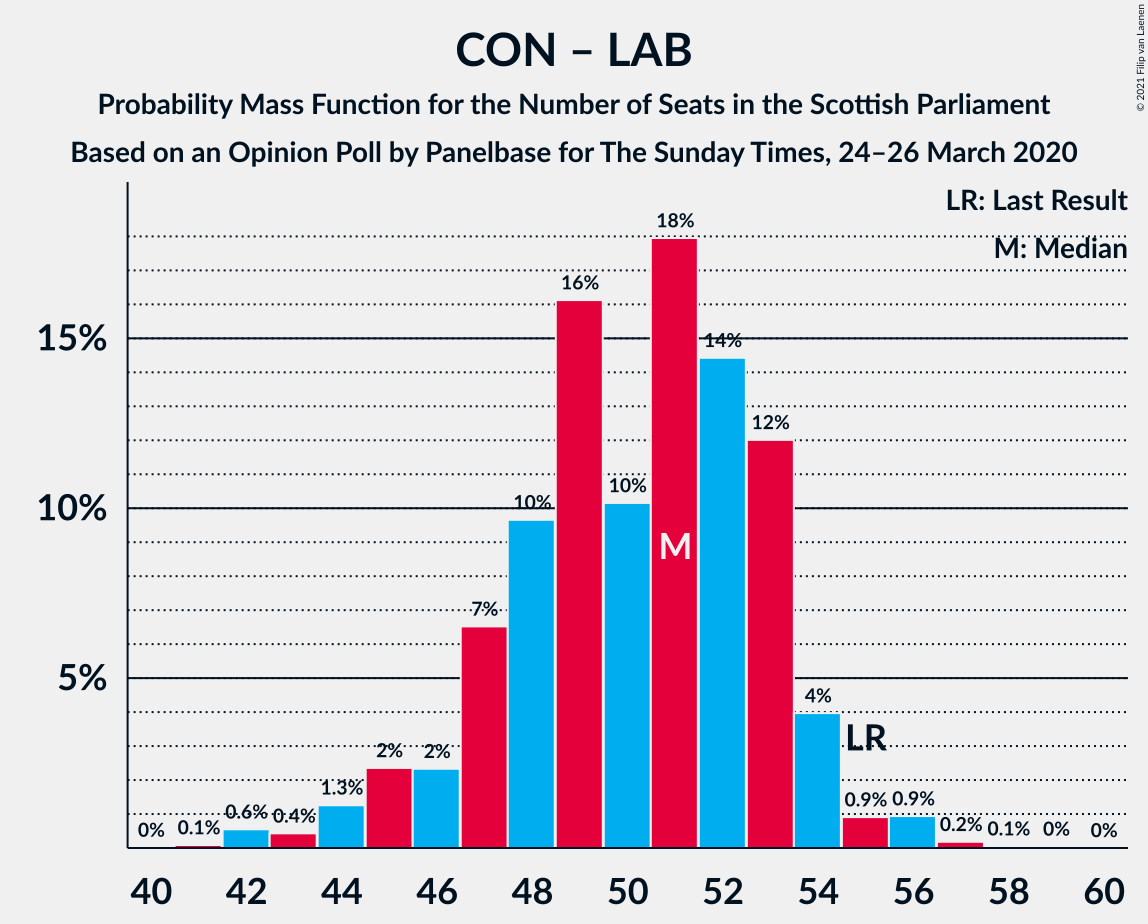 CON – LAB
Probability Mass Function for the Number of Seats in the Scottish Parliament
Based on an Opinion Poll by Panelbase for The Sunday Times, 24–26 March 2020
© 2021 Filip van Laenen
LR: Last Result
M: Median
15%
10%
5%
0%
0.1%
0.6%
0.4%
1.3%
2%
2%
7%
10%
16%
10%
18%
14%
12%
4%
0.9%
0.9%
0.2%
0.1%
0%
0%
M
LR
40 42 44 46 48 50 52 54 56 58 60